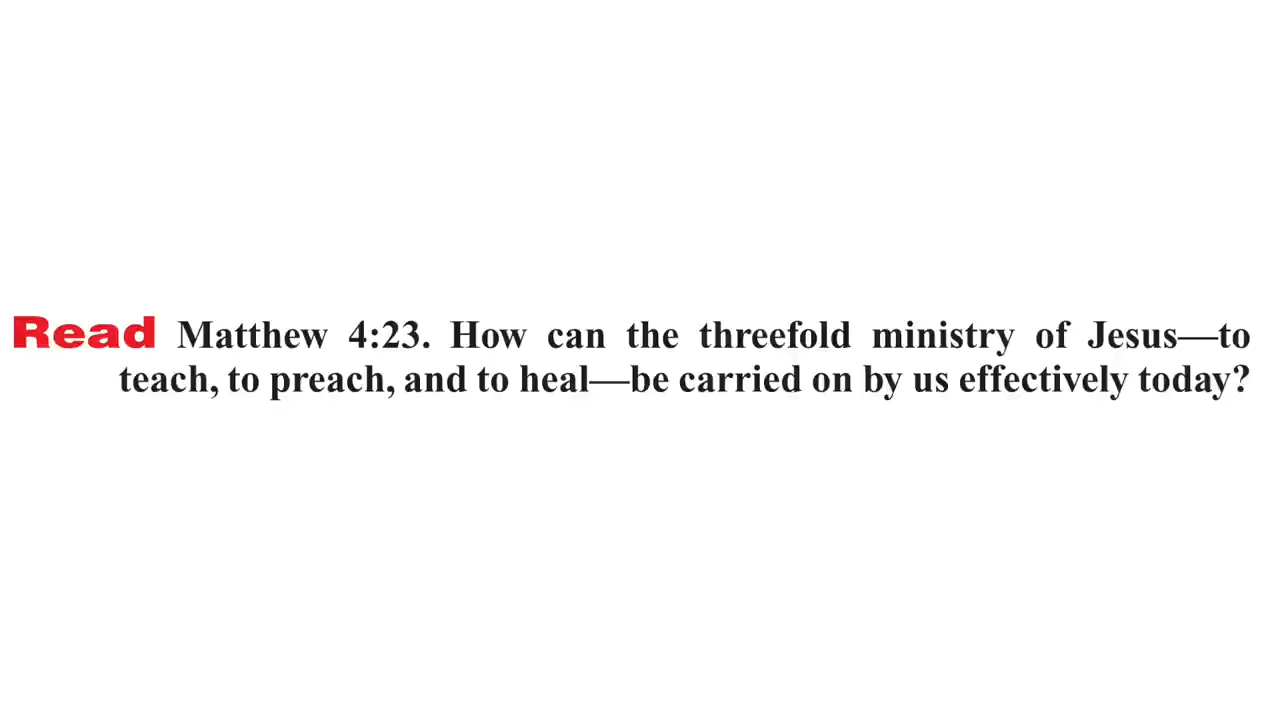 Read Matthew 4:23. How can the threefold ministry of Jesus—to
teach, to preach, and to heal—be carried on by us effectively today?